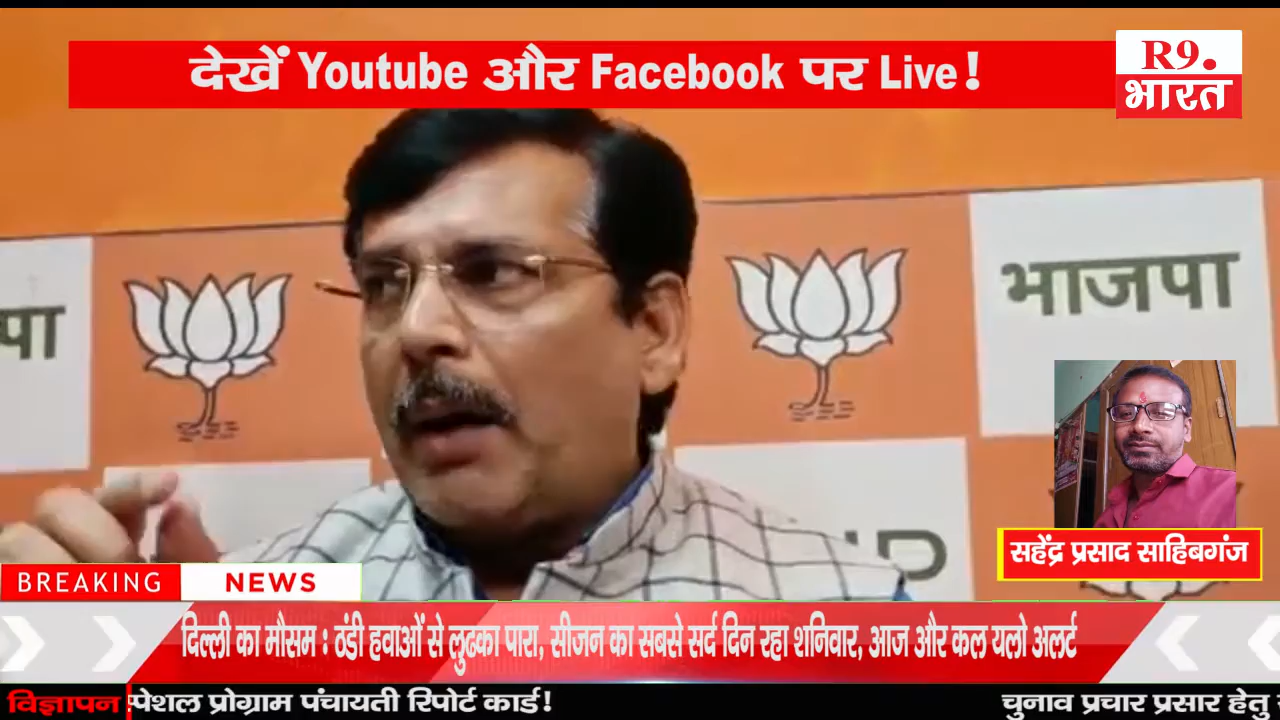 देखें Youtube और Facebook पर Live!
R9.
भारत
पा
भाजपा
सहेंद्र प्रसाद साहिबगंज
BREAKING NEWS
दिल्ली का मौसम : ठंडी हवाओं से लुढका पारा, सीजन का सबसे सर्द दिन रहा शनिवार, आज और कल यलो अलर्ट
विज्ञापन स्पेशल प्रोग्राम पंचायती रिपोर्ट कार्ड! चुनाव प्रचार प्रसार हेतु